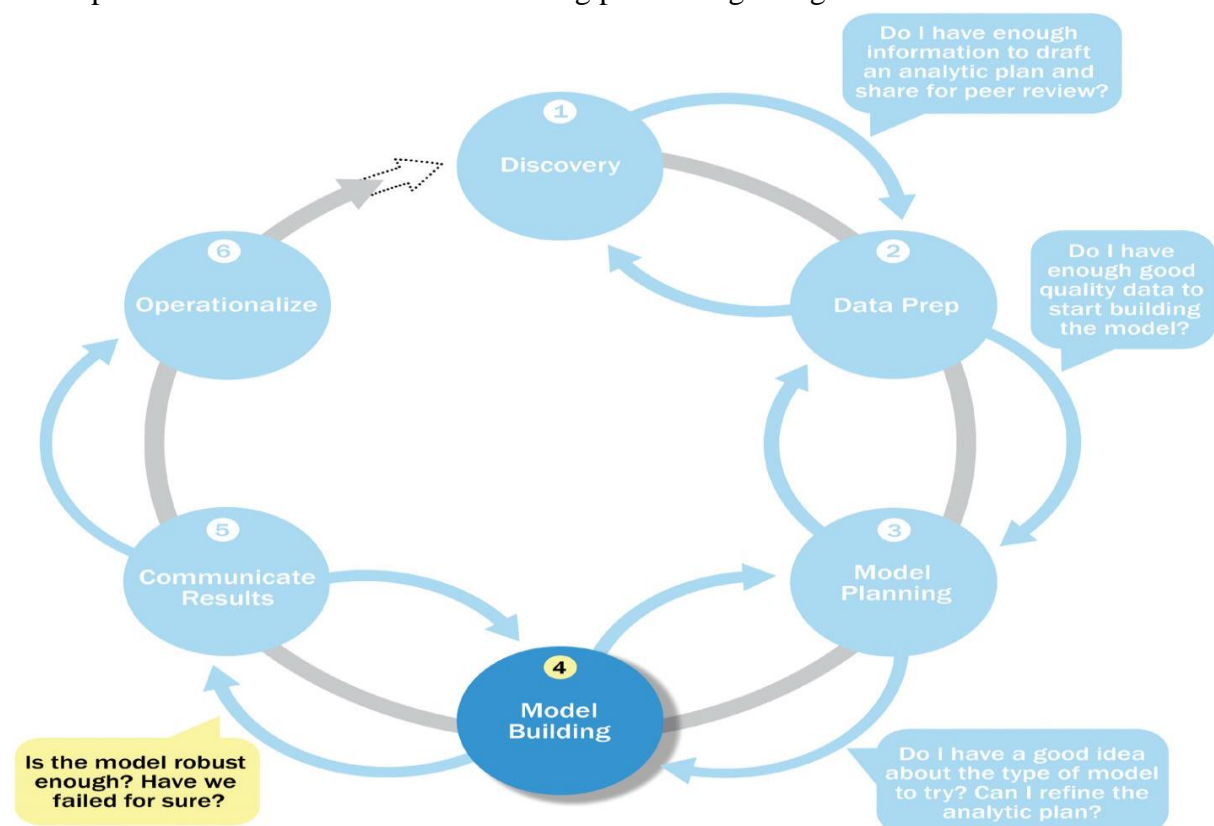 Do I have enough
information to draft
an analytic plan and
share for peer review?
1
Discovery
2
Data Prep
Do I have
enough good
quality data to
start building
the model?
6
Operationalize
3
Model
Planning
5
Communicate
Results
4
Model
Building
Is the model robust
enough? Have we
failed for sure?
Do I have a good idea
about the type of model
to try? Can I refine the
analytic plan?